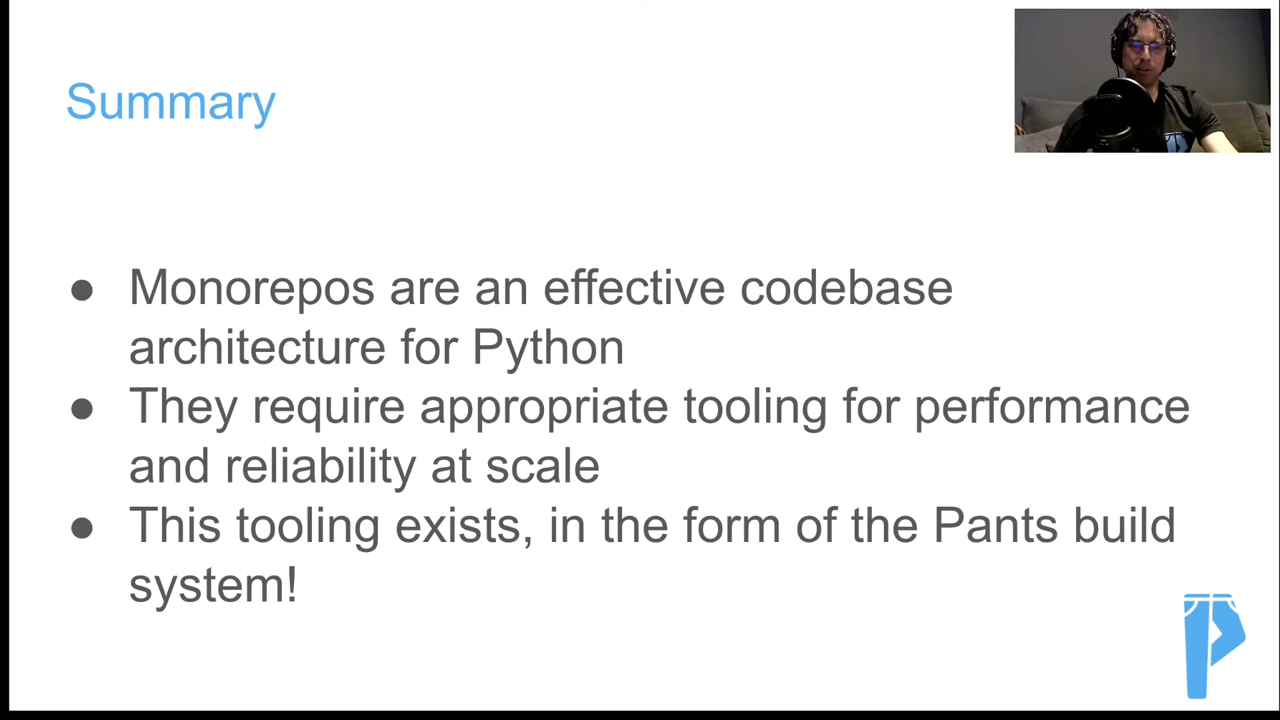 Summary
● Monorepos are an effective codebase
architecture for Python
● They require appropriate tooling for performance
and reliability at scale
● This tooling exists, in the form of the Pants build
system!